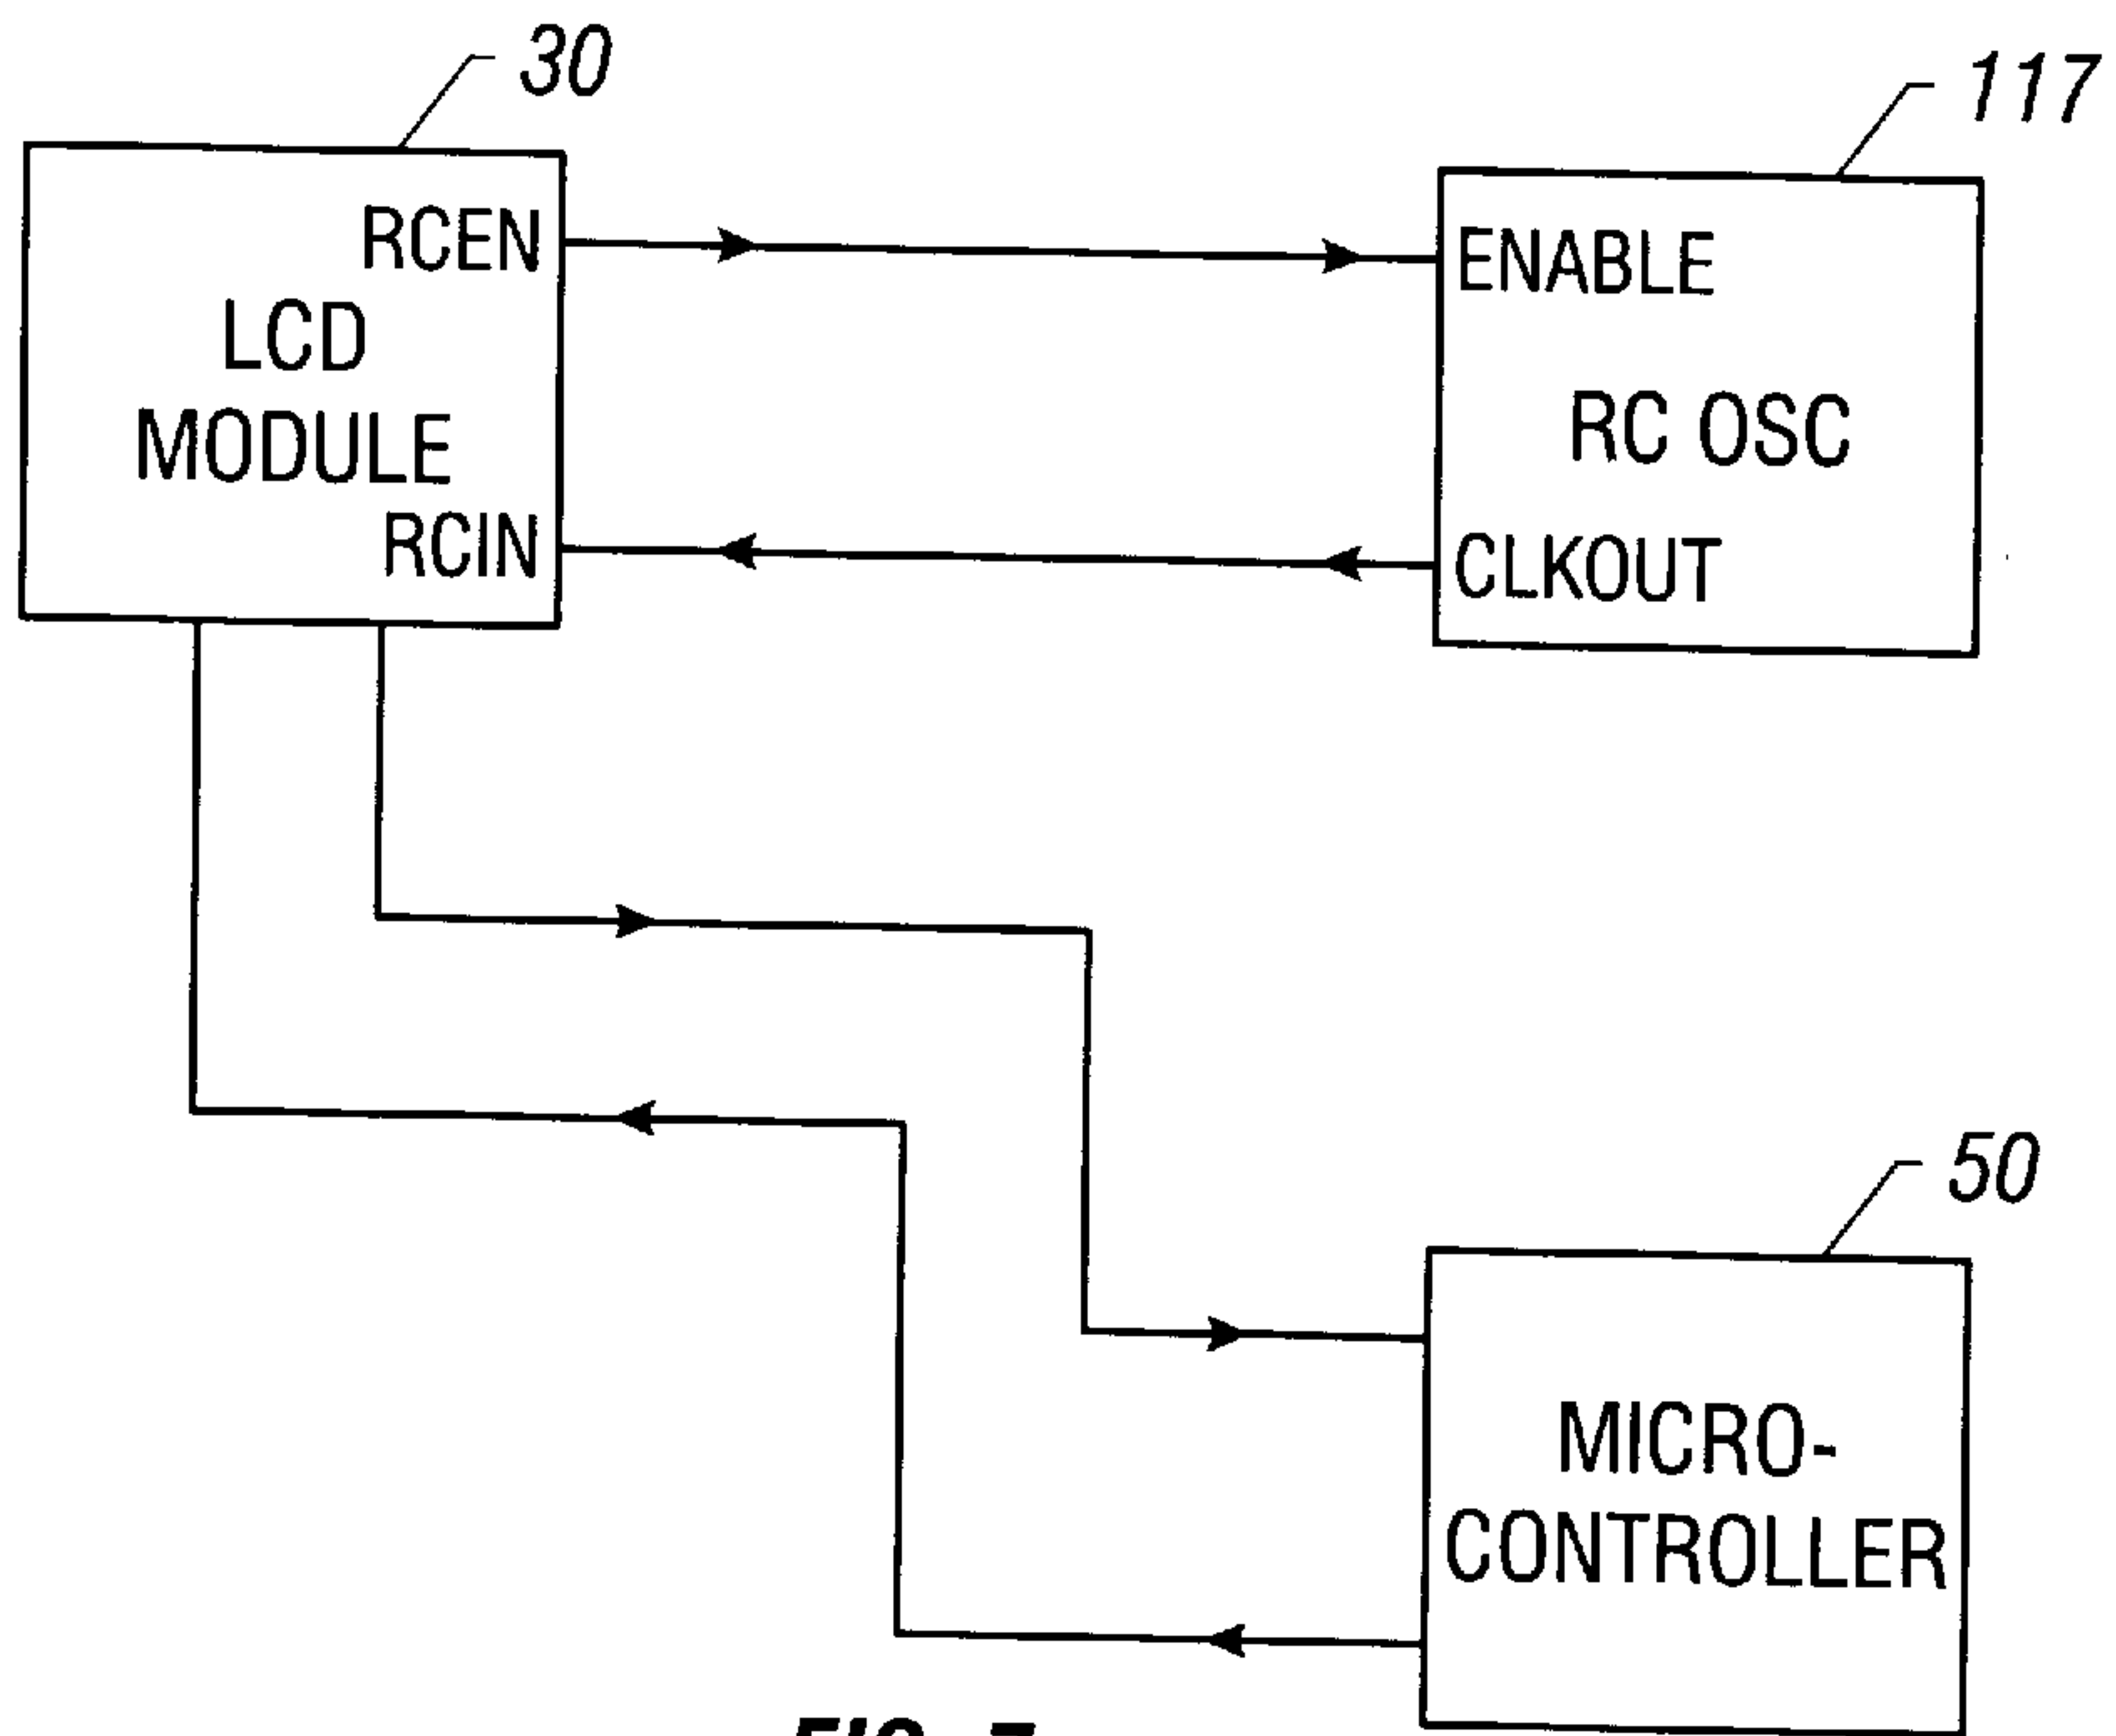 30
117
RCEN
ENABLE
LCD
MODULE
RC OSC
RCIN
CLKOUT
50
MICRO-
CONTROLLER